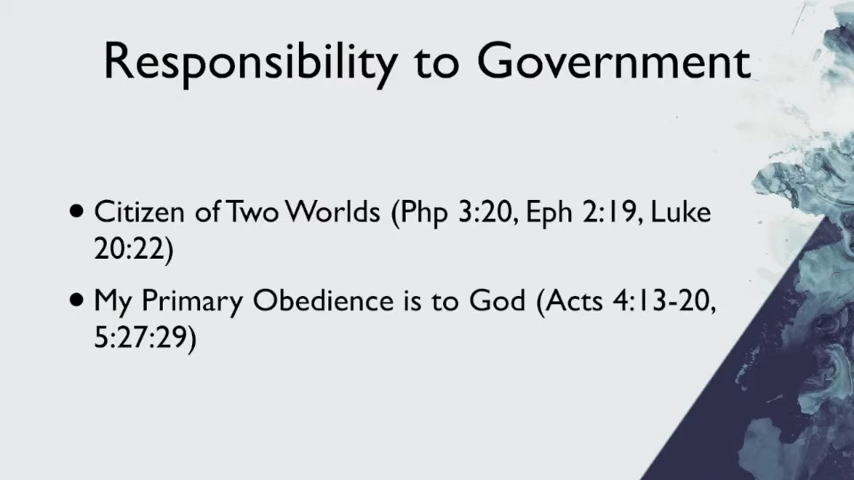 Responsibility to Government
• Citizen of Two Worlds (Php 3:20, Eph 2:19, Luke
20:22)
• My Primary Obedience is to God (Acts 4:13-20,
5:27:29)